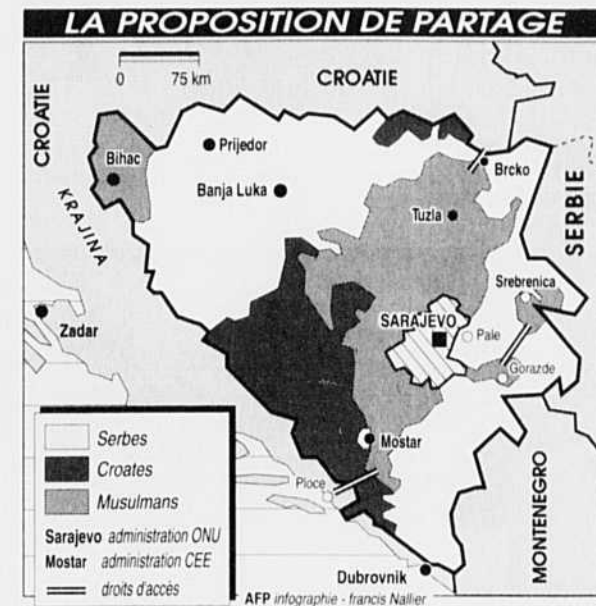 LA PROPOSITION DE PARTAGE
0 75 km
CROATIE
CROATIE
Prijedor
Bihac
Banja Luka
Brcko
KRAJINA
SERBIE
Tuzla
Srebrenica
Zadar
SARAJEVO
Pale
Gorazde
Serbes
Croates
Musulmans
Mostar
Ploce
MONTENEGRO
Sarajevo administration ONU
Mostar administration CEE
droits d'accès
Dubrovnik
AFP infographie - francis Nallier